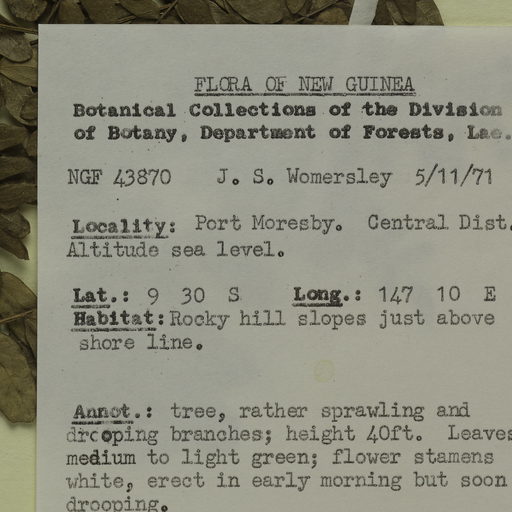 FLORA OF NEW GUINEA
Botanical Collections of the Division
of Botany, Department of Forests, Lae.
NGF 43870 J. S. Womersley 5/11/71
Locality: Port Moresby. Central Dist.
Altitude sea level.
Lat.: 9 30 S Long.: 147 10 E
Habitat:Rocky hill slopes just above
shore line.
Annot.: tree, rather sprawling and
drooping branches; height 40ft. Leaves
medium to light green; flower stamens
white, erect in early morning but soon
drooping.